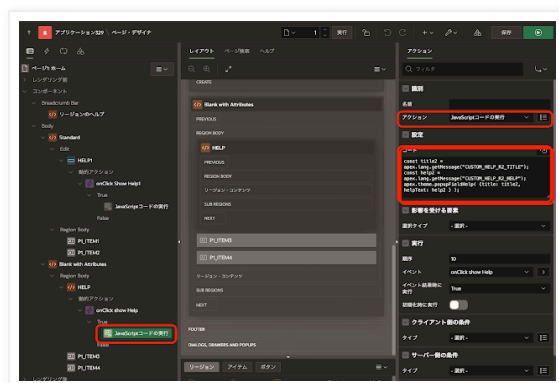 アプリケーション329 \ ページ・デザイナ
1
実行
保存
ページ1: ホーム
レンダリング前
コンポーネント
Breadcrumb Bar
リージョンのヘルプ
Body
Standard
Edit
HELP1
動的アクション
onClick Show Help1
True
JavaScriptコードの実行
False
Region Body
P1_ITEM1
P1_ITEM2
Blank with Attributes
Region Body
HELP
動的アクション
onClick show Help
True
JavaScriptコードの実行
False
P1_ITEM3
P1_ITEM4
レンダリング後
レイアウト
ページ検索
ヘルプ
CREATE
Blank with Attributes
PREVIOUS
REGION BODY
HELP
PREVIOUS
REGION BODY
リージョン・コンテンツ
SUB REGIONS
NEXT
P1_ITEM3
P1_ITEM4
リージョン・コンテンツ
SUB REGIONS
NEXT
FOOTER
DIALOGS, DRAWERS AND POPUPS
リージョン
アイテム
ボタン
アクション
フィルタ
識別
名前
アクション
JavaScriptコードの実行
設定
コード
const title2 =
apex.lang.getMessage("CUSTOM_HELP_R2_TITLE");
const help2 =
apex.lang.getMessage("CUSTOM_HELP_R2_HELP");
apex.theme.popupFieldHelp( {title: title2,
helpText: help2 } );
影響を受ける要素
選択タイプ
- 選択 -
実行
順序
10
イベント
onClick show Help
イベント結果時に
実行
True
初期化時に実行
クライアント側の条件
タイプ
- 選択 -
サーバー側の条件
タイプ
- 選択 -